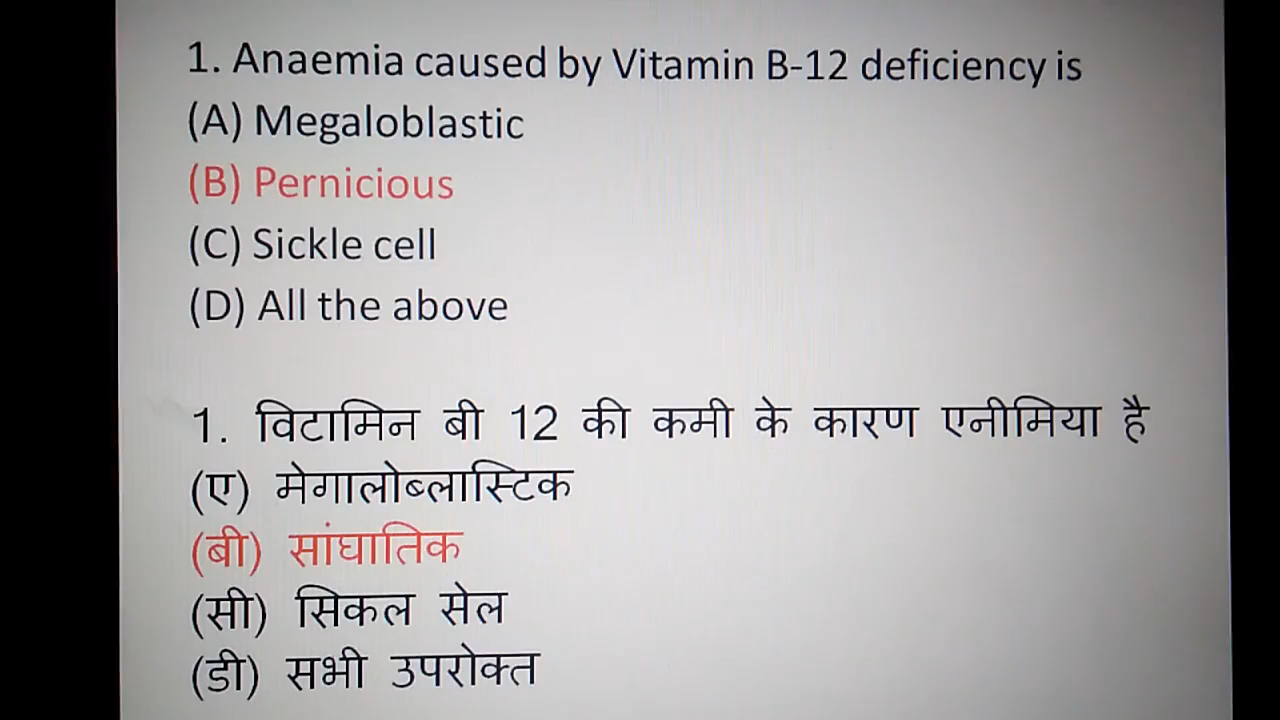 1. Anaemia caused by Vitamin B-12 deficiency is
(A) Megaloblastic
(B) Pernicious
(C) Sickle cell
(D) All the above
1. विटामिन बी 12 की कमी के कारण एनीमिया है
(ए) मेगालोब्लास्टिक
(बी) सांघातिक
(सी) सिकल सेल
(डी) सभी उपरोक्त